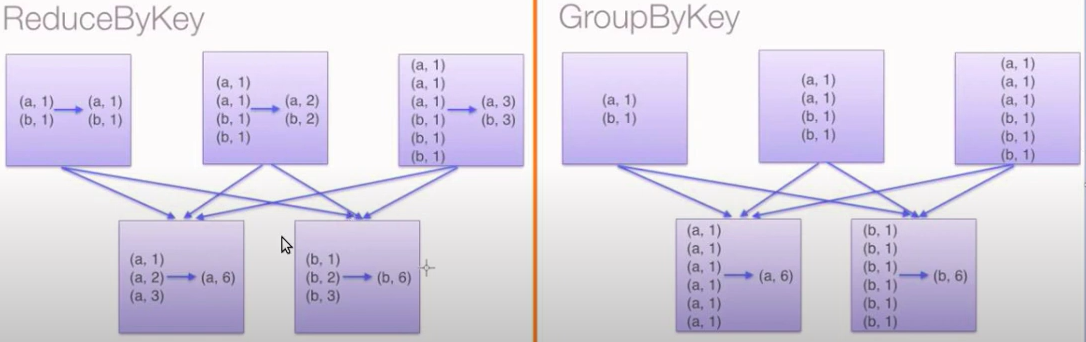 ReduceByKey
(a, 1) (a, 1)
(b, 1) (b, 1)
(a, 1)
(a, 1) (a, 2)
(b, 1) (b, 2)
(b, 1)
(a, 1)
(a, 1)
(a, 1) (a, 3)
(b, 1) (b, 3)
(b, 1)
(b, 1)
(a, 1)
(a, 2) (a, 6)
(a, 3)
(b, 1)
(b, 2) (b, 6)
(b, 3)
GroupByKey
(a, 1)
(b, 1)
(a, 1)
(a, 1)
(b, 1)
(b, 1)
(a, 1)
(a, 1)
(a, 1)
(b, 1)
(b, 1)
(b, 1)
(a, 1)
(a, 1)
(a, 1)
(a, 6)
(a, 1)
(a, 1)
(a, 1)
(b, 1)
(b, 1)
(b, 1)
(b, 6)
(b, 1)
(b, 1)
(b, 1)